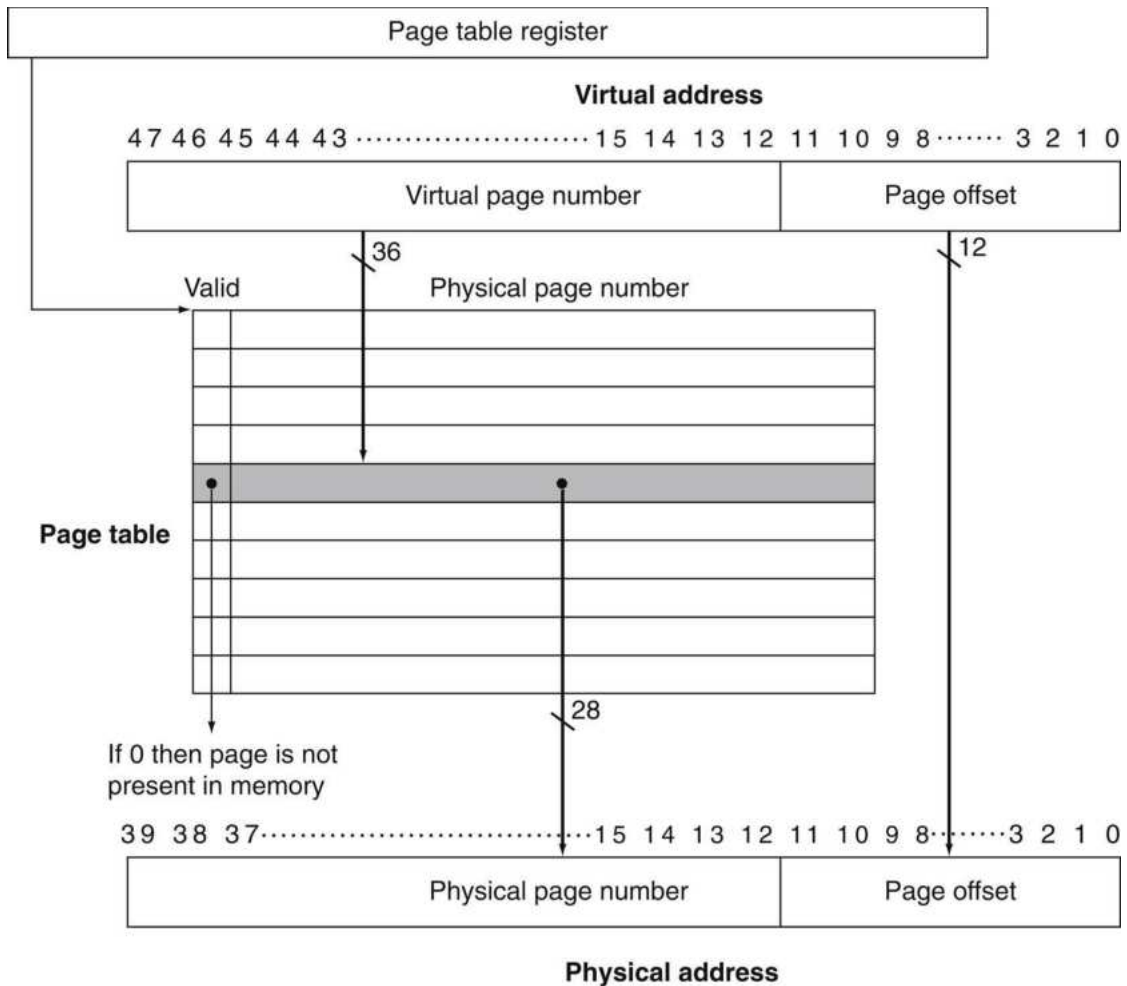 Page table register
Virtual address
47 46 45 44 43 ........................ 15 14 13 12 11 10 9 8 ....... 3 2 1 0
Virtual page number Page offset
36 12
Valid Physical page number
Page table
28
If 0 then page is not
present in memory
39 38 37 .................................. 15 14 13 12 11 10 9 8 ........ 3 2 1 0
Physical page number Page offset
Physical address